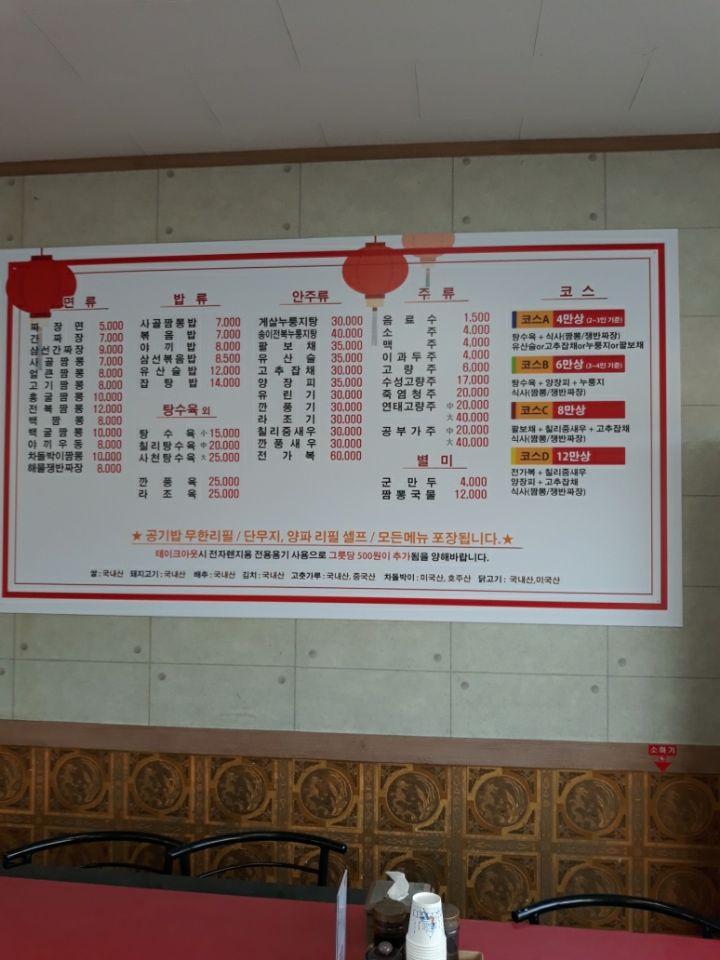 면 류
짜 장 면 5.000
간 짜 장 7.000
삼선간짜장 9.000
사 골 짬 뽕 7.000
얼 큰 짬 뽕 8.000
고 기 짬 뽕 8.000
홍 굴 짬 뽕 10.000
전 복 짬 뽕 12.000
백 짬 뽕 8.000
백 굴 짬 뽕 10.000
야 끼 우 동 8.000
차돌박이짬뽕 10.000
해물쟁반짜장 8.000
밥 류
사골짬뽕밥 7.000
볶 음 밥 7.000
야 끼 밥 8.000
삼선볶음밥 8.500
유 산 슬 밥 12.000
잡 탕 밥 14.000
탕수육 외
탕 수 육 小 15,000
칠리탕수육 中 20.000
사천탕수육 大 25.000
깐 풍 육 25.000
라 조 육 25.000
안주류
게살누룽지탕 30.000
송이전복누룽지탕 40.000
팔 보 채 35.000
유 산 슬 35.000
고 추 잡 채 30.000
양 장 피 35.000
유 린 기 30.000
깐 풍 기 30.000
라 조 기 30.000
칠리중새우 30.000
깐 풍 새 우 30.000
전 가 복 60.000
주 류
음 료 수 1.500
소 주 4.000
맥 주 4.000
이 과 두 주 4.000
고 량 주 6.000
수성고량주 17.000
죽엽청주 20.000
연태고량주 中 20.000
大 40.000
공 부 가 주 中 20.000
大 40.000
별 미
군 만 두 4,000
짬 뽕 국 물 12.000
코 스
코스A 4만상 (2~3인 기준)
탕수육 + 식사(짬뽕/쟁반짜장)
유산슬or고추잡채or누룽지or팔보채
코스B 6만상 (3~4인 기준)
탕수육 + 양장피 + 누룽지
식사(짬뽕/쟁반짜장)
코스C 8만상
팔보채 + 칠리중새우 + 고추잡채
식사(짬뽕/쟁반짜장)
코스D 12만상
전가복 + 칠리중새우
양장피 + 고추잡채
식사(짬뽕/쟁반짜장)
★ 공기밥 무한리필 / 단무지, 양파 리필 셀프 / 모든메뉴 포장됩니다.★
테이크아웃시 전자렌지용 전용용기 사용으로 그릇당 500원이 추가됨을 양해바랍니다.
쌀 : 국내산 돼지고기 : 국내산 배추 : 국내산 김치 : 국내산 고춧가루 : 국내산, 중국산 차돌박이 : 미국산, 호주산 닭고기 : 국내산,미국산
소화기